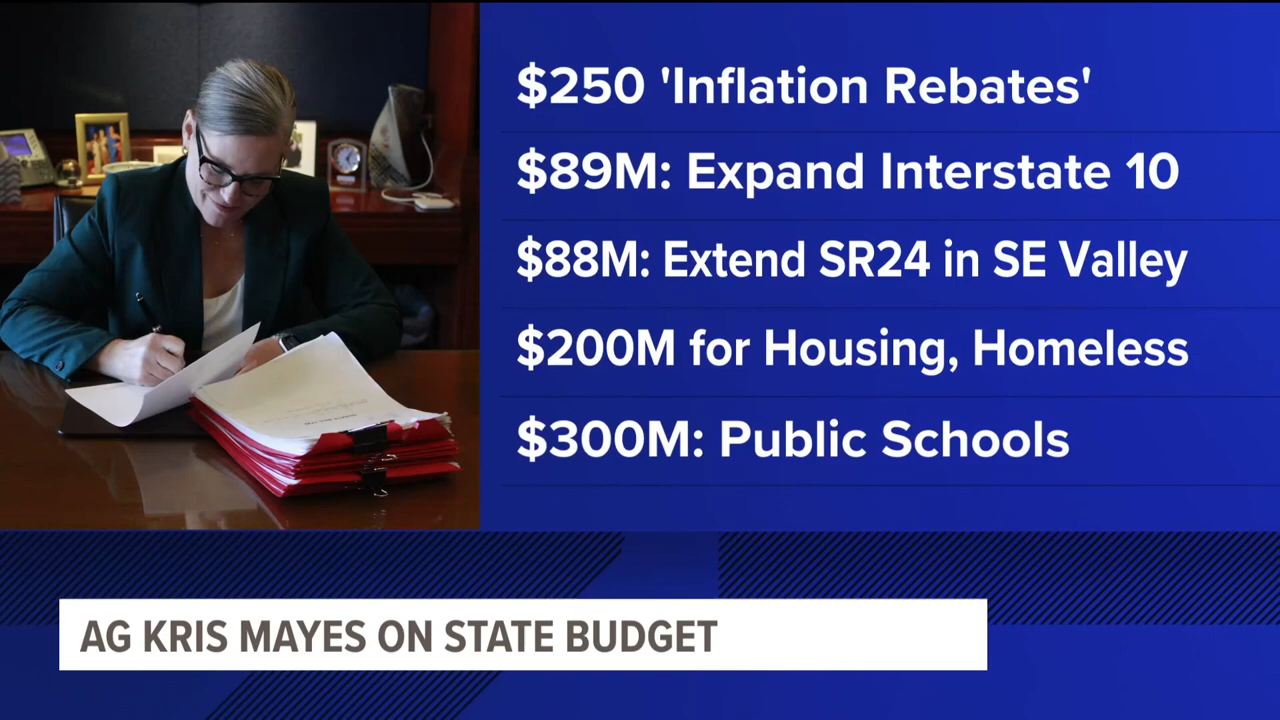 $250 'Inflation Rebates'
$89M: Expand Interstate 10
$88M: Extend SR24 in SE Valley
$200M for Housing, Homeless
$300M: Public Schools
AG KRIS MAYES ON STATE BUDGET